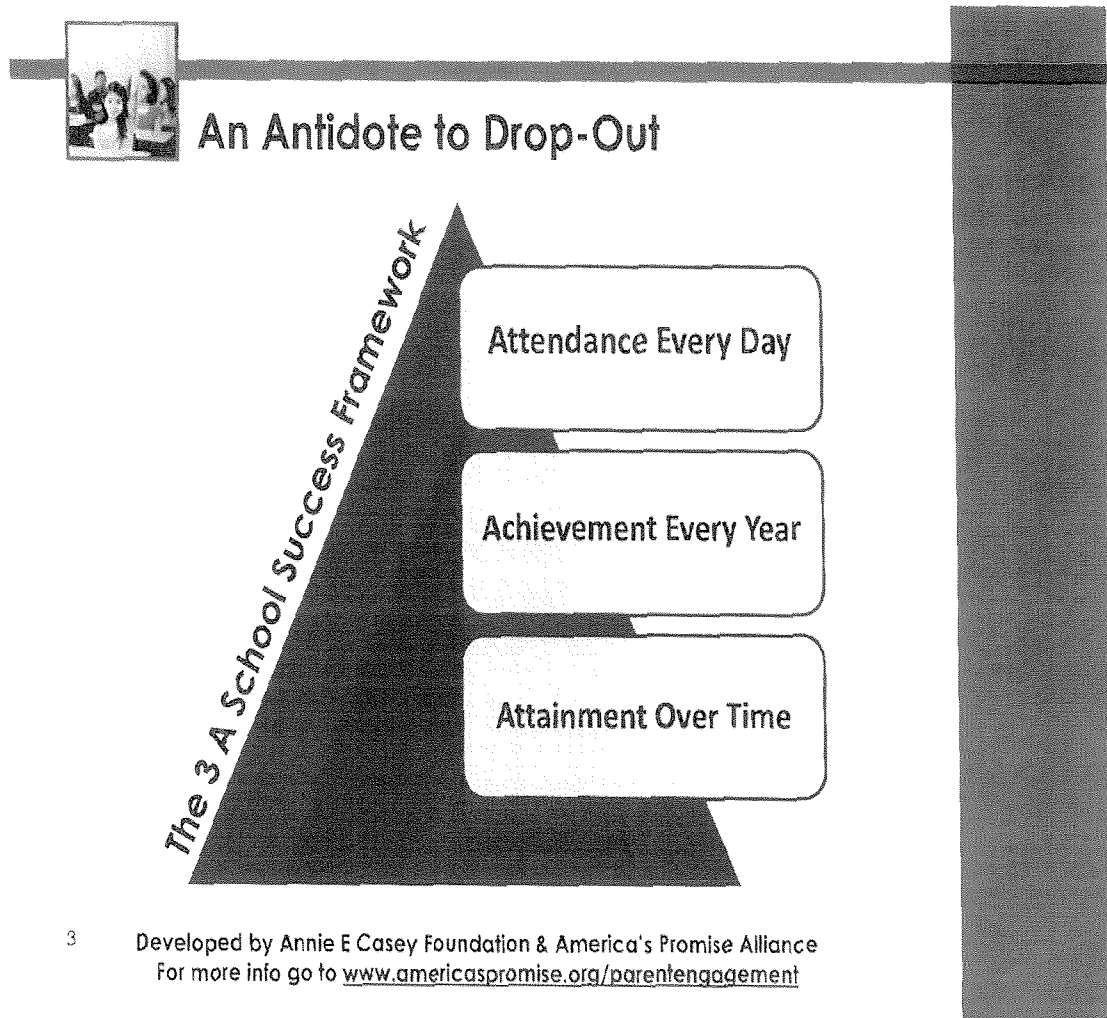 An Antidote to Drop-Out
The 3 A School Success Framework
Attendance Every Day
Achievement Every Year
Attainment Over Time
3
Developed by Annie E Casey Foundation & America's Promise Alliance
For more info go to www.americaspromise.org/parentengagement